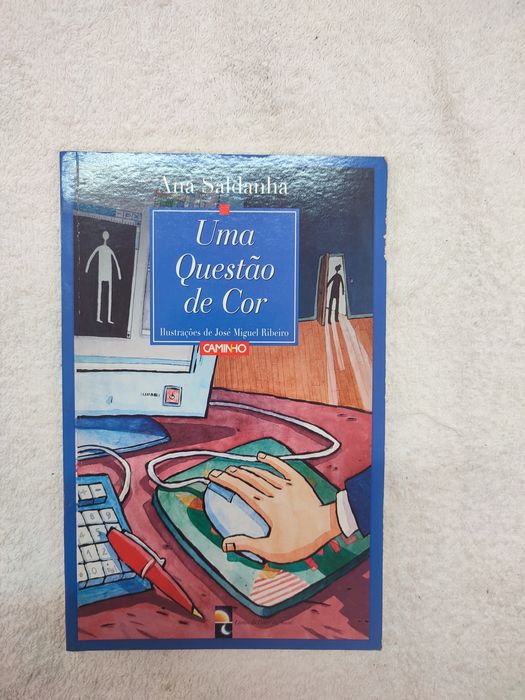 Ana Saldanha
Uma
Questão
de Cor
Ilustrações de José Miguel Ribeiro
CAMINHO